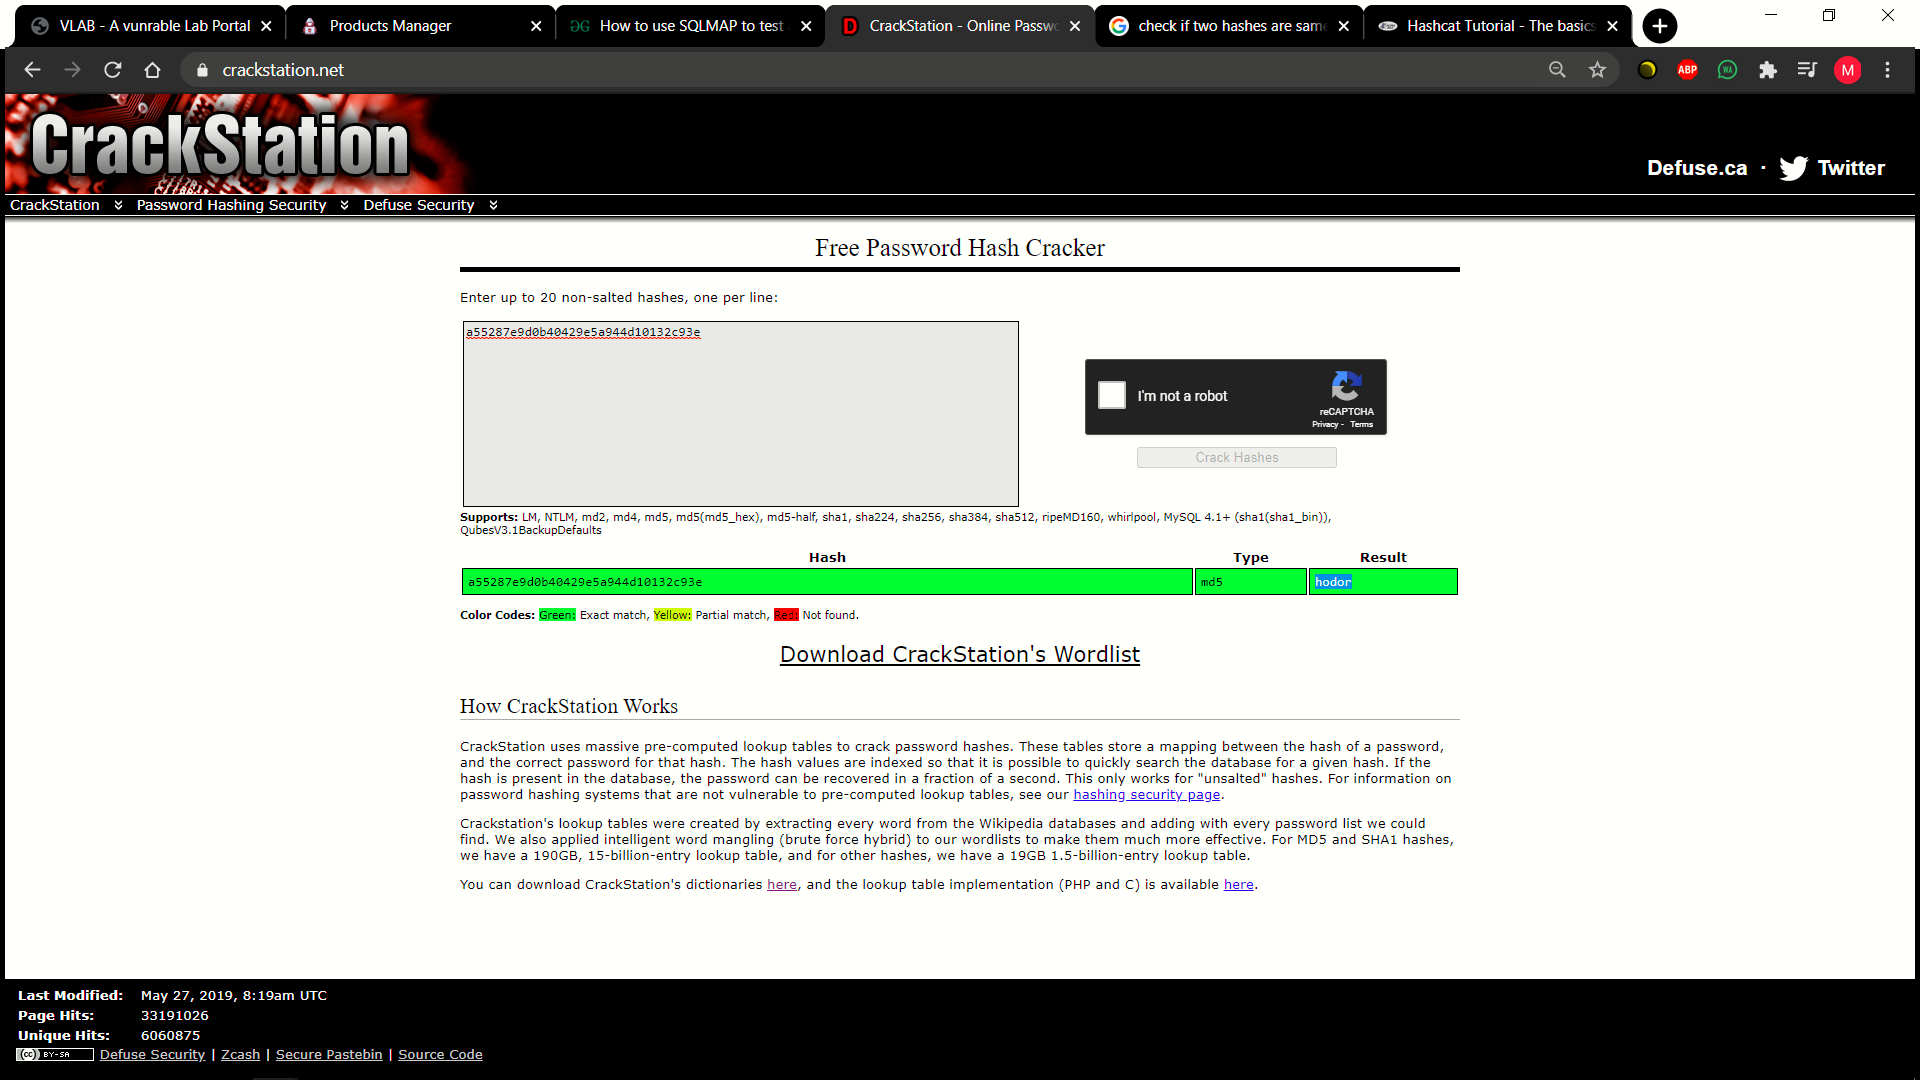 VLAB - A vunrable Lab Portal
Products Manager
How to use SQLMAP to test
CrackStation - Online Passwo
check if two hashes are same
Hashcat Tutorial - The basics
crackstation.net
ABP
WA
M
CrackStation
Defuse.ca · Twitter
CrackStation
Password Hashing Security
Defuse Security
Free Password Hash Cracker
Enter up to 20 non-salted hashes, one per line:
a55287e9d0b40429e5a944d10132c93e
I'm not a robot
reCAPTCHA
Privacy - Terms
Crack Hashes
Supports: LM, NTLM, md2, md4, md5, md5(md5_hex), md5-half, sha1, sha224, sha256, sha384, sha512, ripeMD160, whirlpool, MySQL 4.1+ (sha1(sha1_bin)),
QubesV3.1BackupDefaults
Hash Type Result
a55287e9d0b40429e5a944d10132c93e md5 hodor
Color Codes: Green: Exact match, Yellow: Partial match, Red: Not found.
Download CrackStation's Wordlist
How CrackStation Works
CrackStation uses massive pre-computed lookup tables to crack password hashes. These tables store a mapping between the hash of a password,
and the correct password for that hash. The hash values are indexed so that it is possible to quickly search the database for a given hash. If the
hash is present in the database, the password can be recovered in a fraction of a second. This only works for "unsalted" hashes. For information on
password hashing systems that are not vulnerable to pre-computed lookup tables, see our hashing security page.
Crackstation's lookup tables were created by extracting every word from the Wikipedia databases and adding with every password list we could
find. We also applied intelligent word mangling (brute force hybrid) to our wordlists to make them much more effective. For MD5 and SHA1 hashes,
we have a 190GB, 15-billion-entry lookup table, and for other hashes, we have a 19GB 1.5-billion-entry lookup table.
You can download CrackStation's dictionaries here, and the lookup table implementation (PHP and C) is available here.
Last Modified: May 27, 2019, 8:19am UTC
Page Hits: 33191026
Unique Hits: 6060875
(cc) BY-SA Defuse Security | Zcash | Secure Pastebin | Source Code